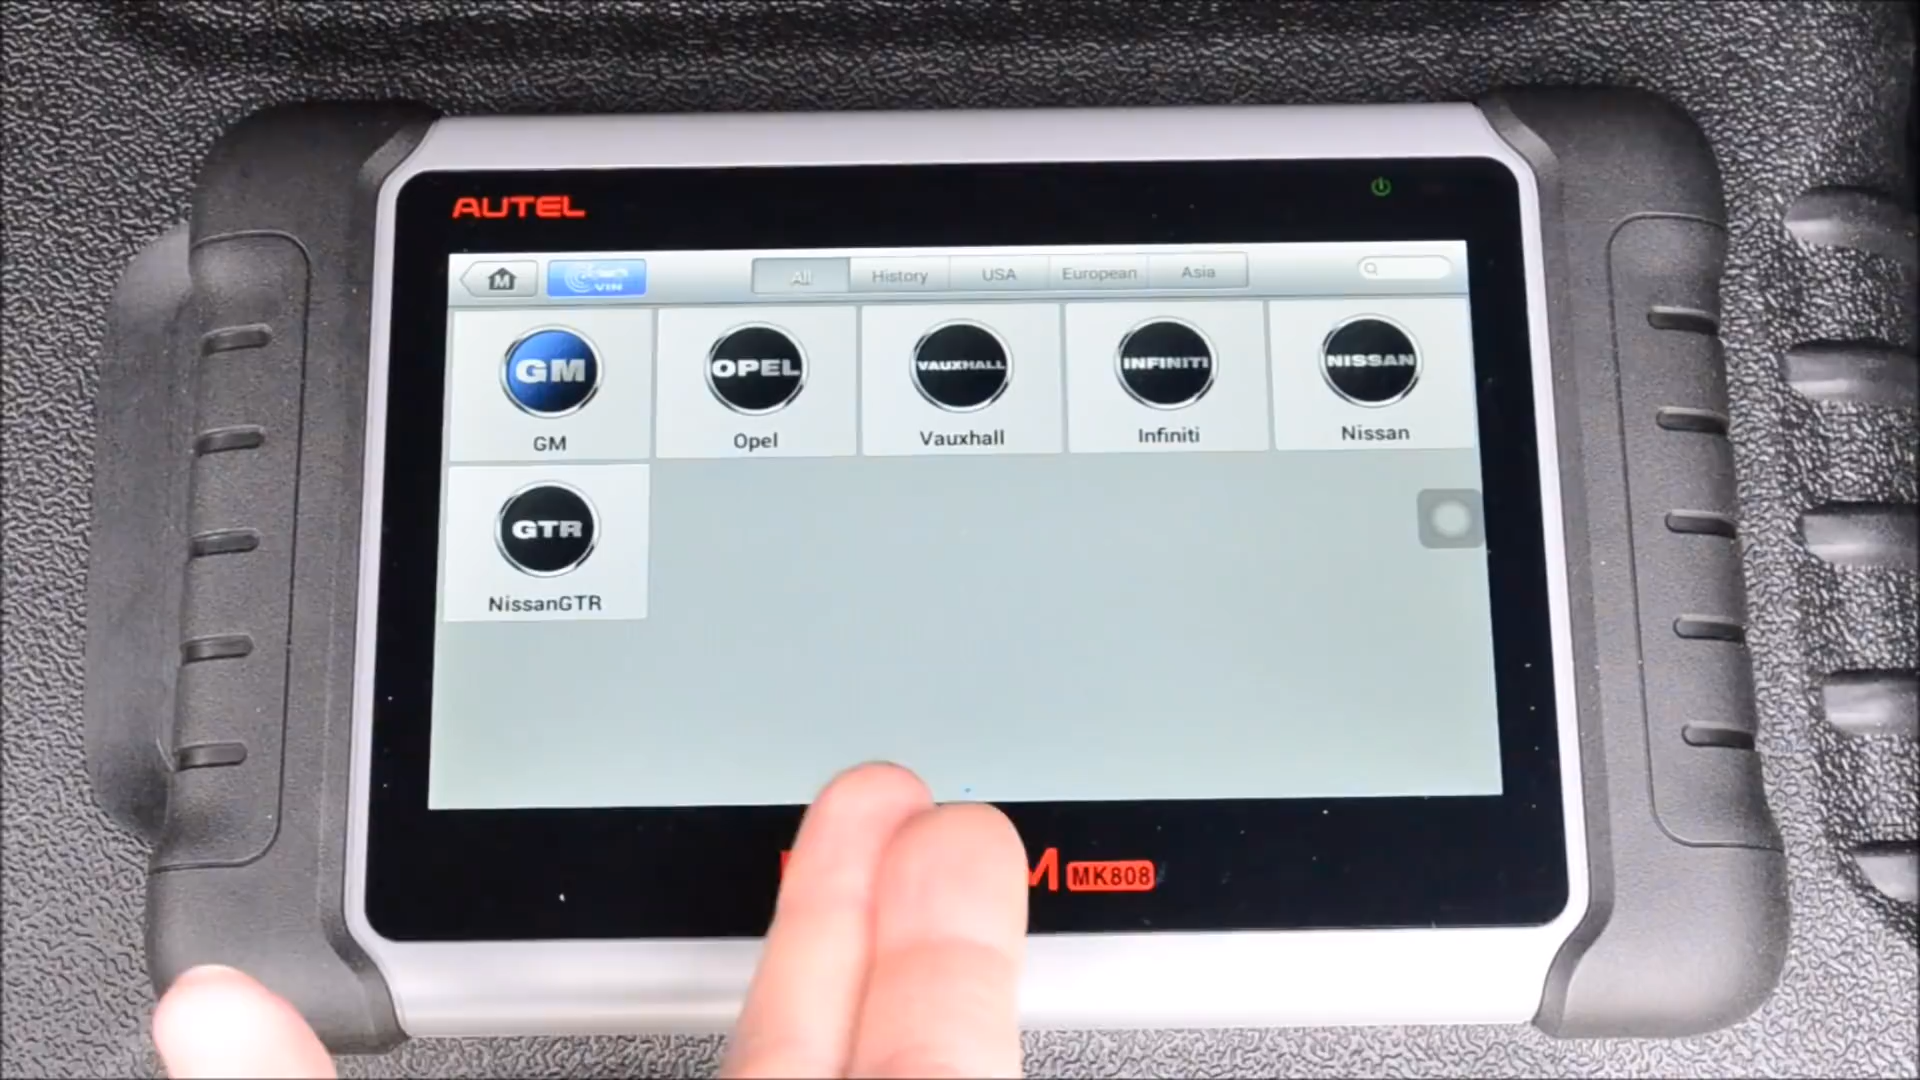 AUTEL
M VIN All History USA European Asia
GM OPEL VAUXHALL INFINITI NISSAN
GM Opel Vauxhall Infiniti Nissan
GTR
NissanGTR
MK808